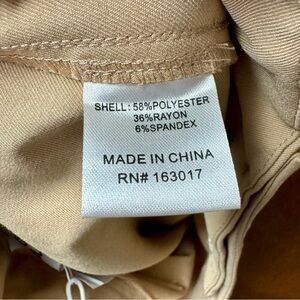 SHELL: 58%POLYESTER
36%RAYON
6%SPANDEX
MADE IN CHINA
RN# 163017